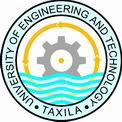 UNIVERSITY OF ENGINEERING AND TECHNOLOGY
• TAXILA •